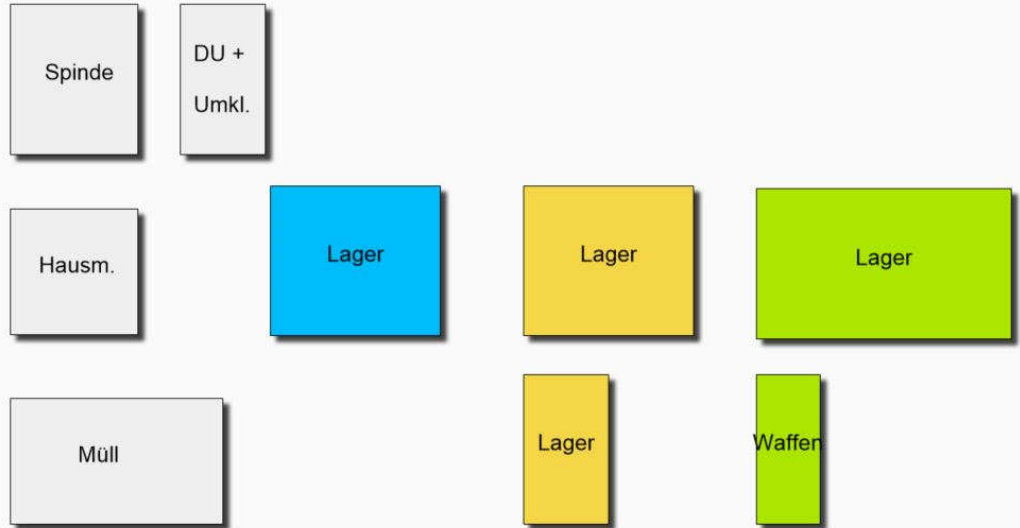 Spinde
DU +
Umkl.
Hausm.
Lager
Lager
Lager
Müll
Lager
Waffen